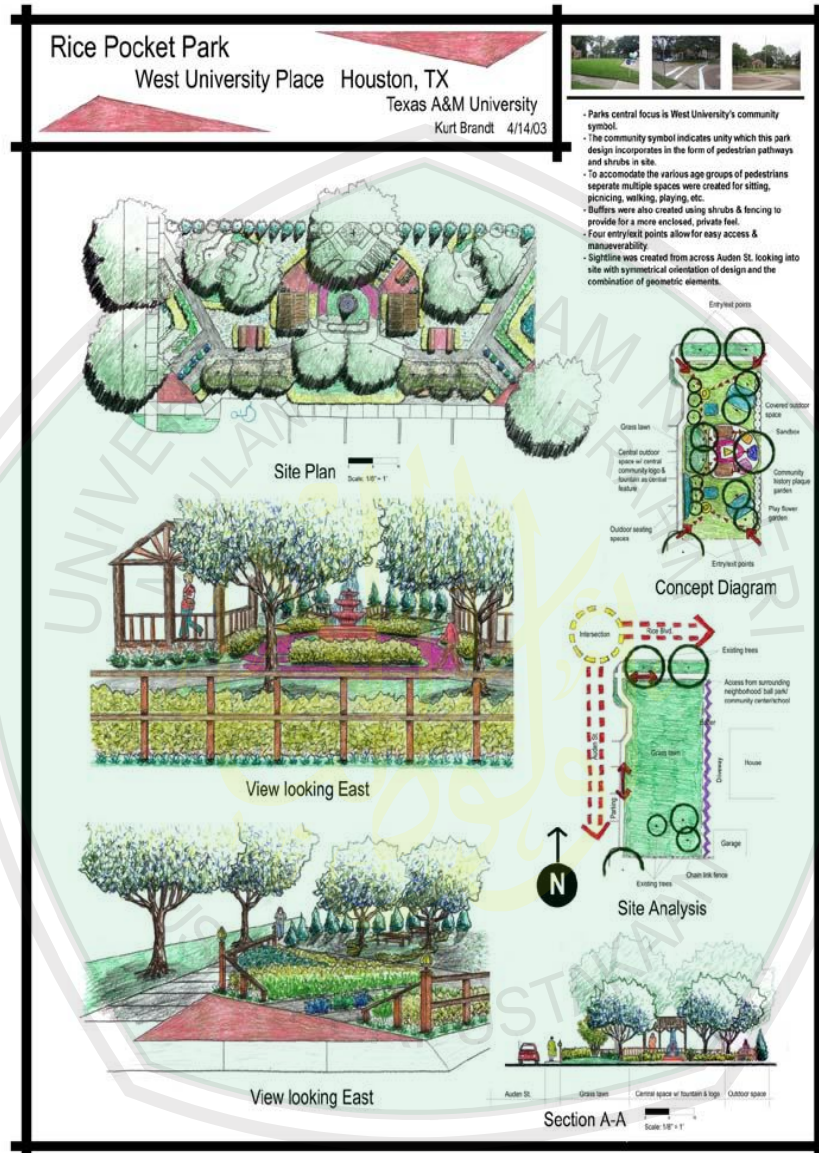 Rice Pocket Park
West University Place Houston, TX
Texas A&M University
Kurt Brandt 4/14/03
- Parks central focus is West University's community
symbol.
- The community symbol indicates unity which this park
design incorporates in the form of pedestrian pathways
and shrubs in site.
- To accomodate the various age groups of pedestrians
seperate multiple spaces were created for sitting,
picnicing, walking, playing, etc.
- Buffers were also created using shrubs & fencing to
provide for a more enclosed, private feel.
- Four entry/exit points allow for easy access &
manueverability.
- Sightline was created from across Auden St. looking into
site with symmetrical orientation of design and the
combination of geometric elements.
Site Plan
Scale: 1/8" = 1'
Entry/exit points
Covered outdoor
space
Grass lawn
Sandbox
Central outdoor
space w/ central
community logo &
fountain as central
feature
Community
history plaque
garden
Play flower
garden
Outdoor seating
spaces
Entry/exit points
Concept Diagram
View looking East
Intersection
Rice Blvd.
Existing trees
Access from surrounding
neighborhood ball park/
community center/school
Buffer
Auden St.
Grass lawn
Driveway
House
Parking
Garage
Chain link fence
Existing trees
N
Site Analysis
View looking East
Auden St.
Grass lawn
Central space w/ fountain & logo
Outdoor space
Section A-A
Scale: 1/8" = 1'